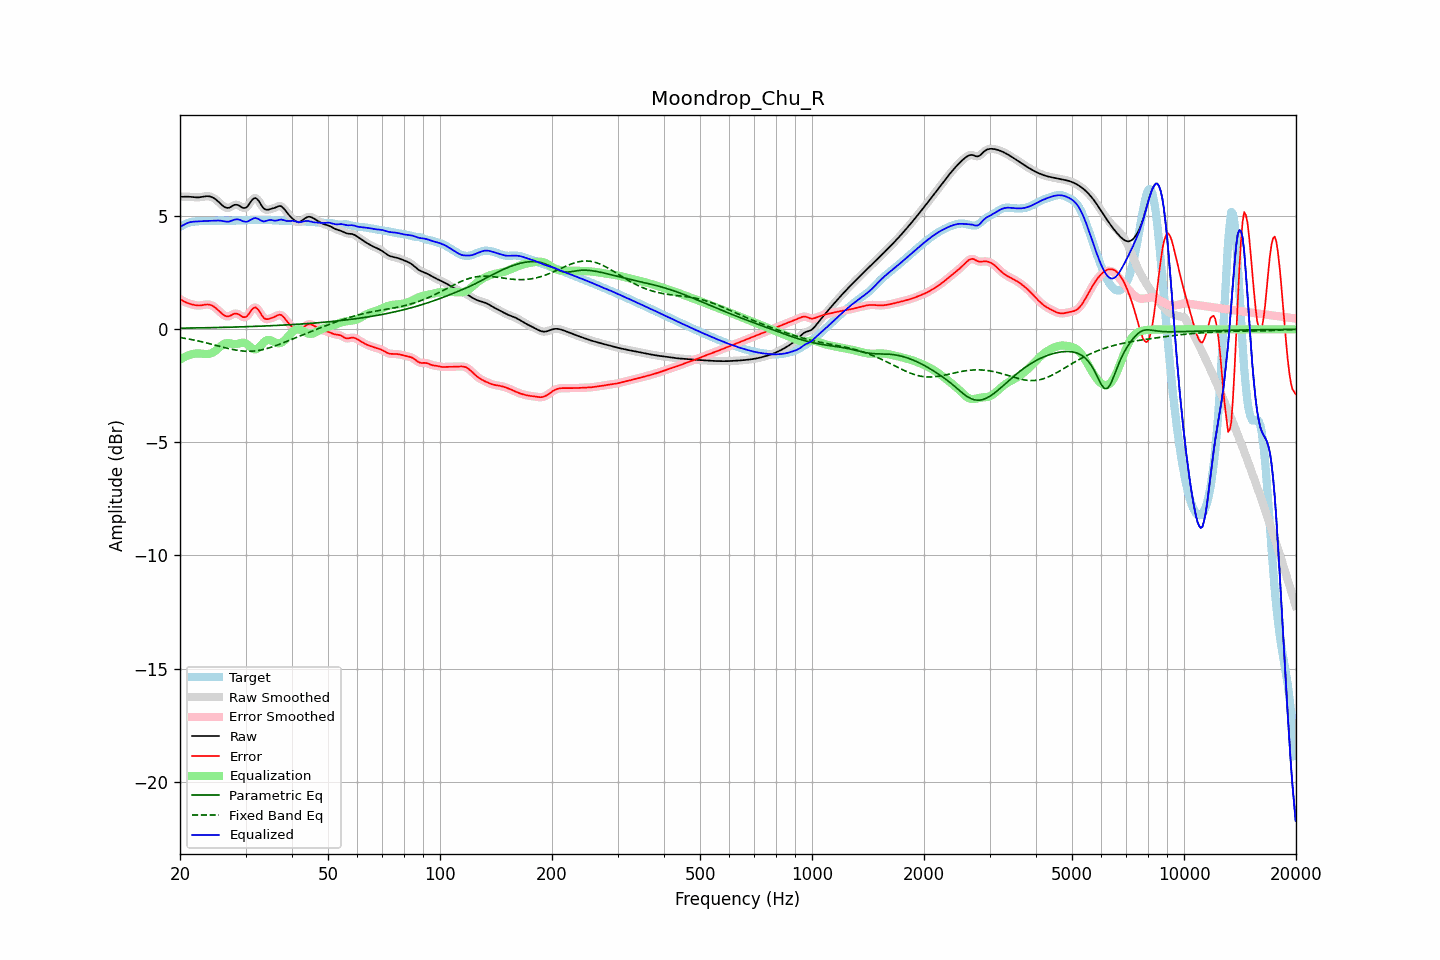 Moondrop_Chu_R
Amplitude (dBr)
5
0
−5
−10
−15
−20
Target
Raw Smoothed
Error Smoothed
Raw
Error
Equalization
Parametric Eq
Fixed Band Eq
Equalized
20 50 100 200 500 1000 2000 5000 10000 20000
Frequency (Hz)